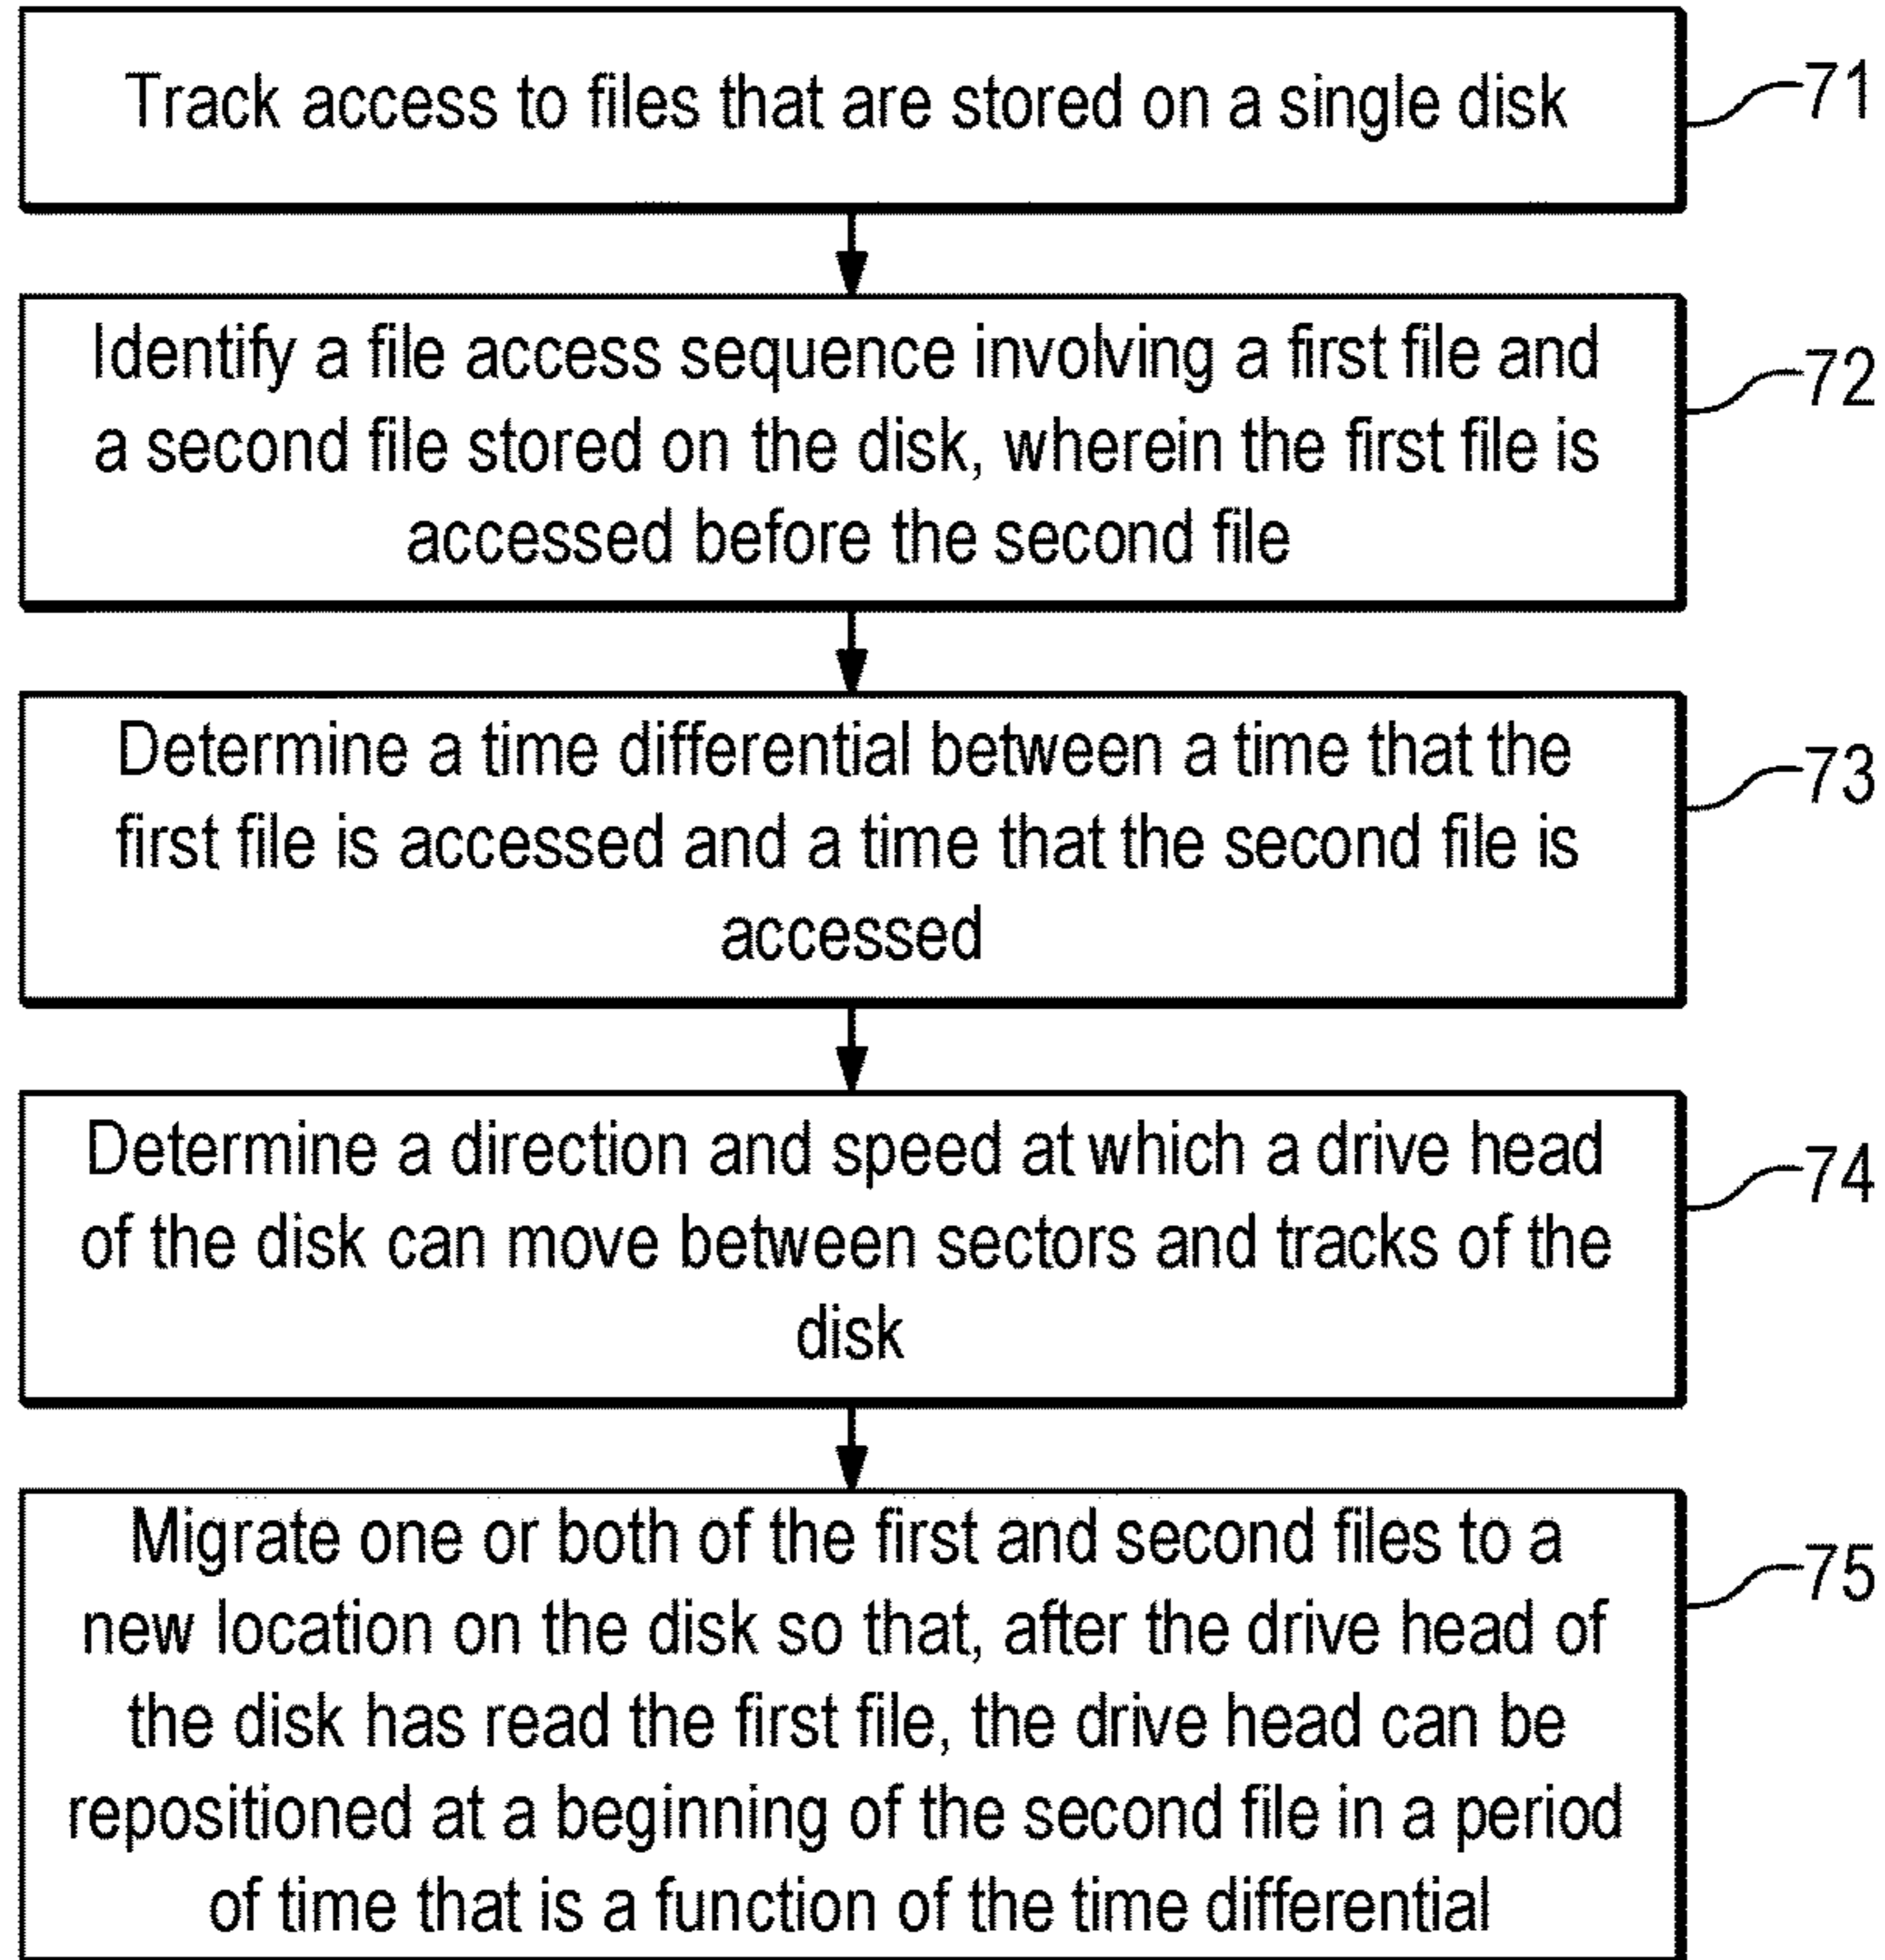 Track access to files that are stored on a single disk
71
Identify a file access sequence involving a first file and
a second file stored on the disk, wherein the first file is
accessed before the second file
72
Determine a time differential between a time that the
first file is accessed and a time that the second file is
accessed
73
Determine a direction and speed at which a drive head
of the disk can move between sectors and tracks of the
disk
74
Migrate one or both of the first and second files to a
new location on the disk so that, after the drive head of
the disk has read the first file, the drive head can be
repositioned at a beginning of the second file in a period
of time that is a function of the time differential
75